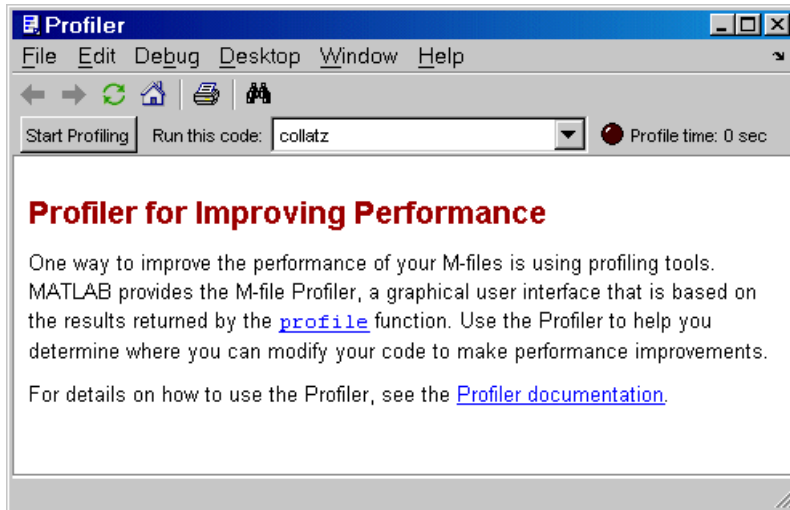 Profiler
File Edit Debug Desktop Window Help
Start Profiling Run this code: collatz Profile time: 0 sec
Profiler for Improving Performance
One way to improve the performance of your M-files is using profiling tools.
MATLAB provides the M-file Profiler, a graphical user interface that is based on
the results returned by the profile function. Use the Profiler to help you
determine where you can modify your code to make performance improvements.
For details on how to use the Profiler, see the Profiler documentation.